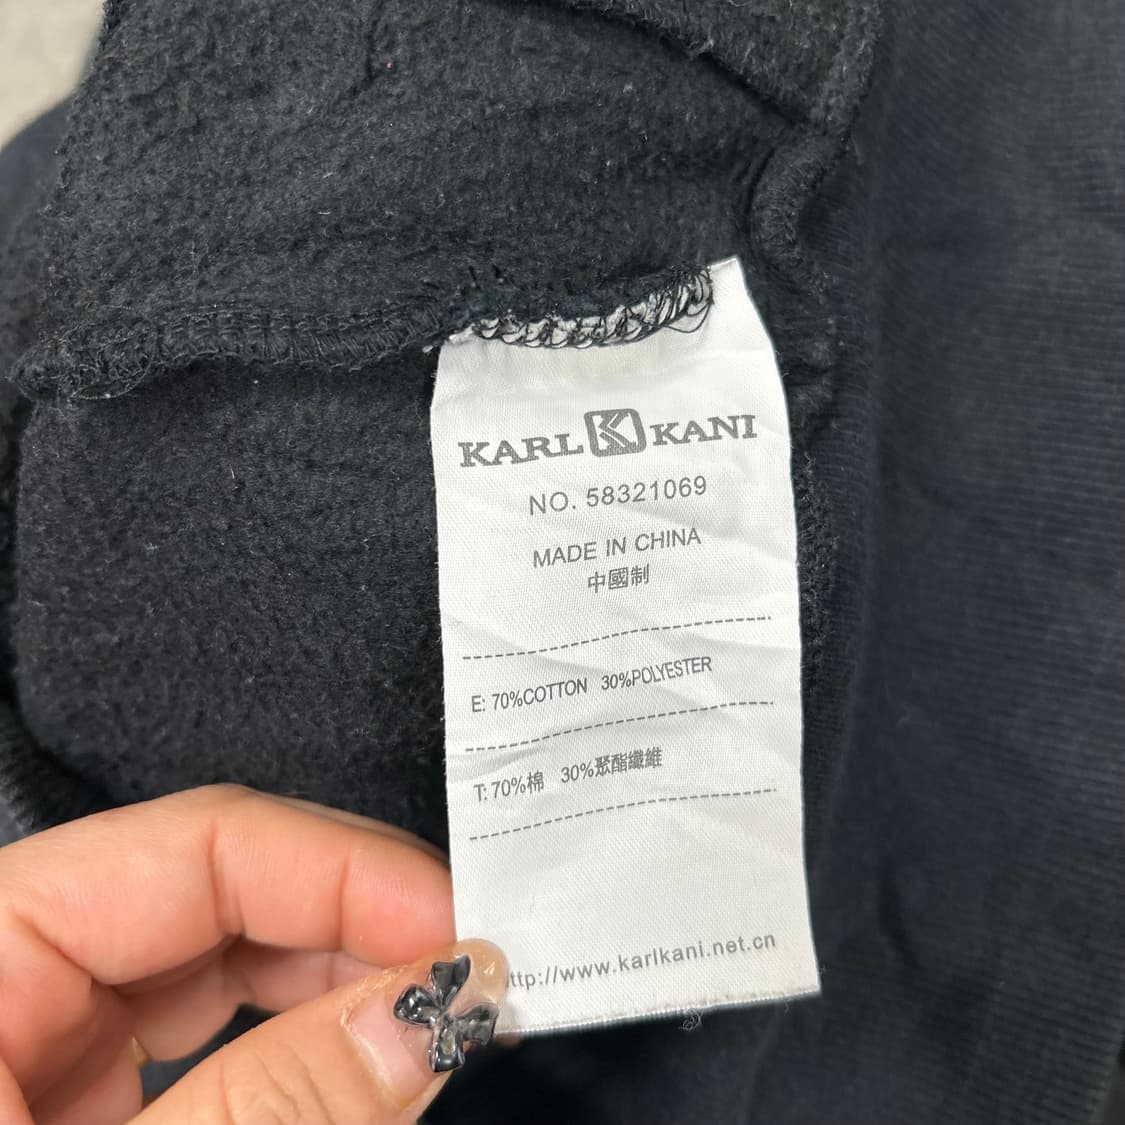 KARL K KANI
NO. 58321069
MADE IN CHINA
中國制
E: 70%COTTON 30%POLYESTER
T: 70%棉 30%聚酯纖維
ttp://www.karlkani.net.cn